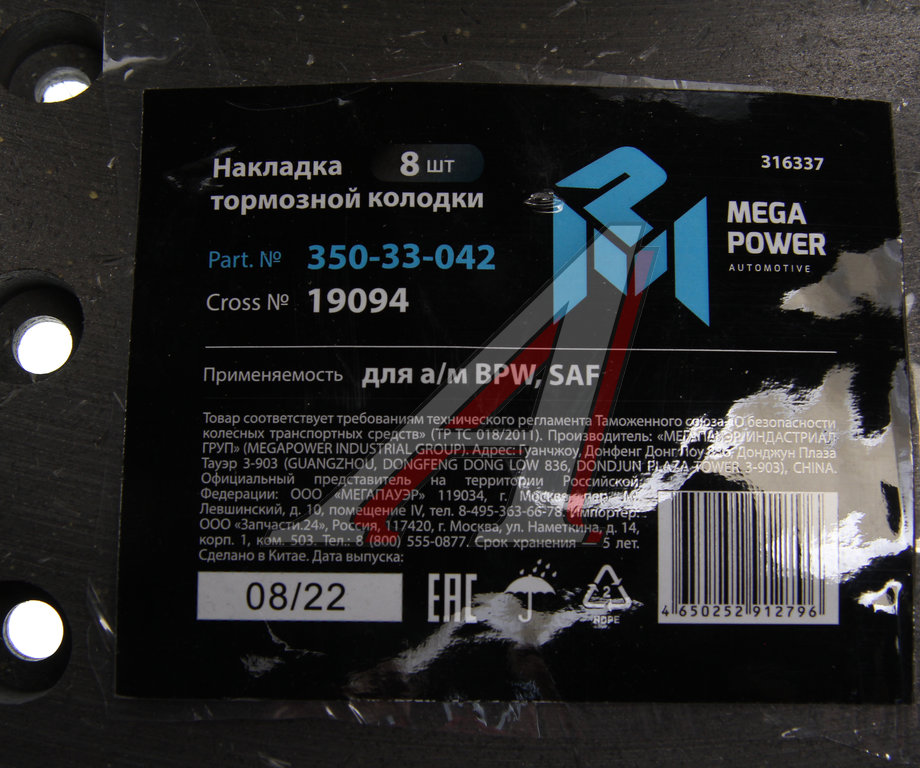 Накладка 8 шт
тормозной колодки
316337
MEGA
POWER
AUTOMOTIVE
Part. № 350-33-042
Cross № 19094
Применяемость для а/м BPW, SAF
Товар соответствует требованиям технического регламента Таможенного союза безопасности
колесных транспортных средств» (ТР ТС 018/2011). Производитель: «МЕГАПАУЭР ИНДАСТРИАЛ
ГРУП» (MEGAPOWER INDUSTRIAL GROUP). Адрес: Гуанчжоу, Донфенг Донг Лоу 836, Донджун Плаза
Тауэр 3-903 (GUANGZHOU, DONGFENG DONG LOW 836, DONDJUN PLAZA TOWER 3-903), CHINA.
Официальный представитель на территории Российской
Федерации: ООО «МЕГАПАУЭР» 119034, г. Москва, пер. М.
Левшинский, д. 10, помещение IV, тел. 8-495-363-66-78. Импортер:
ООО «Запчасти.24», Россия, 117420, г. Москва, ул. Наметкина, д. 14,
корп. 1, ком. 503. Тел.: 8 (800) 555-0877. Срок хранения — 5 лет.
Сделано в Китае. Дата выпуска:
08/22
EAC
2
HDPE
4 650252 912796